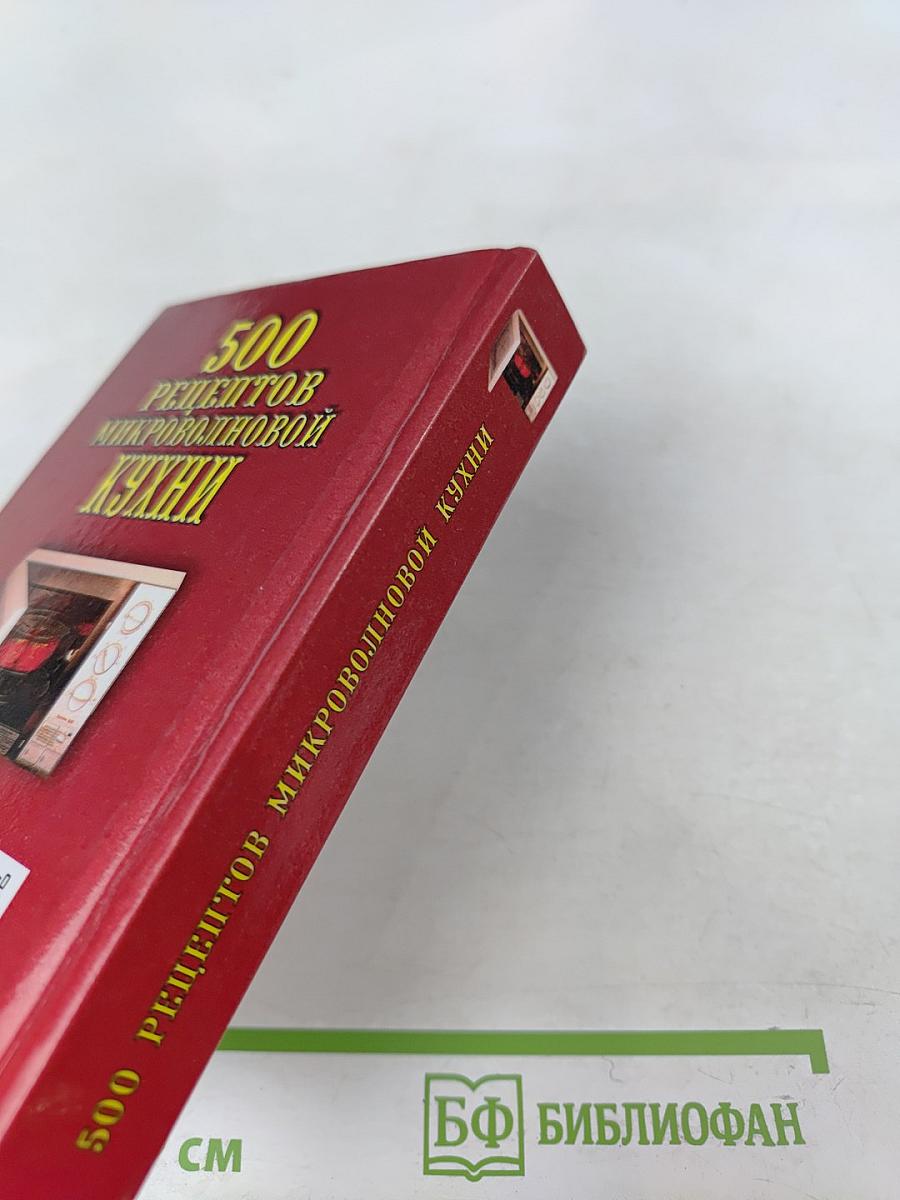 500
РЕЦЕПТОВ
МИКРОВОЛНОВОЙ
КУХНИ
500 РЕЦЕПТОВ МИКРОВОЛНОВОЙ КУХНИ
см
БФ БИБЛИОФАН